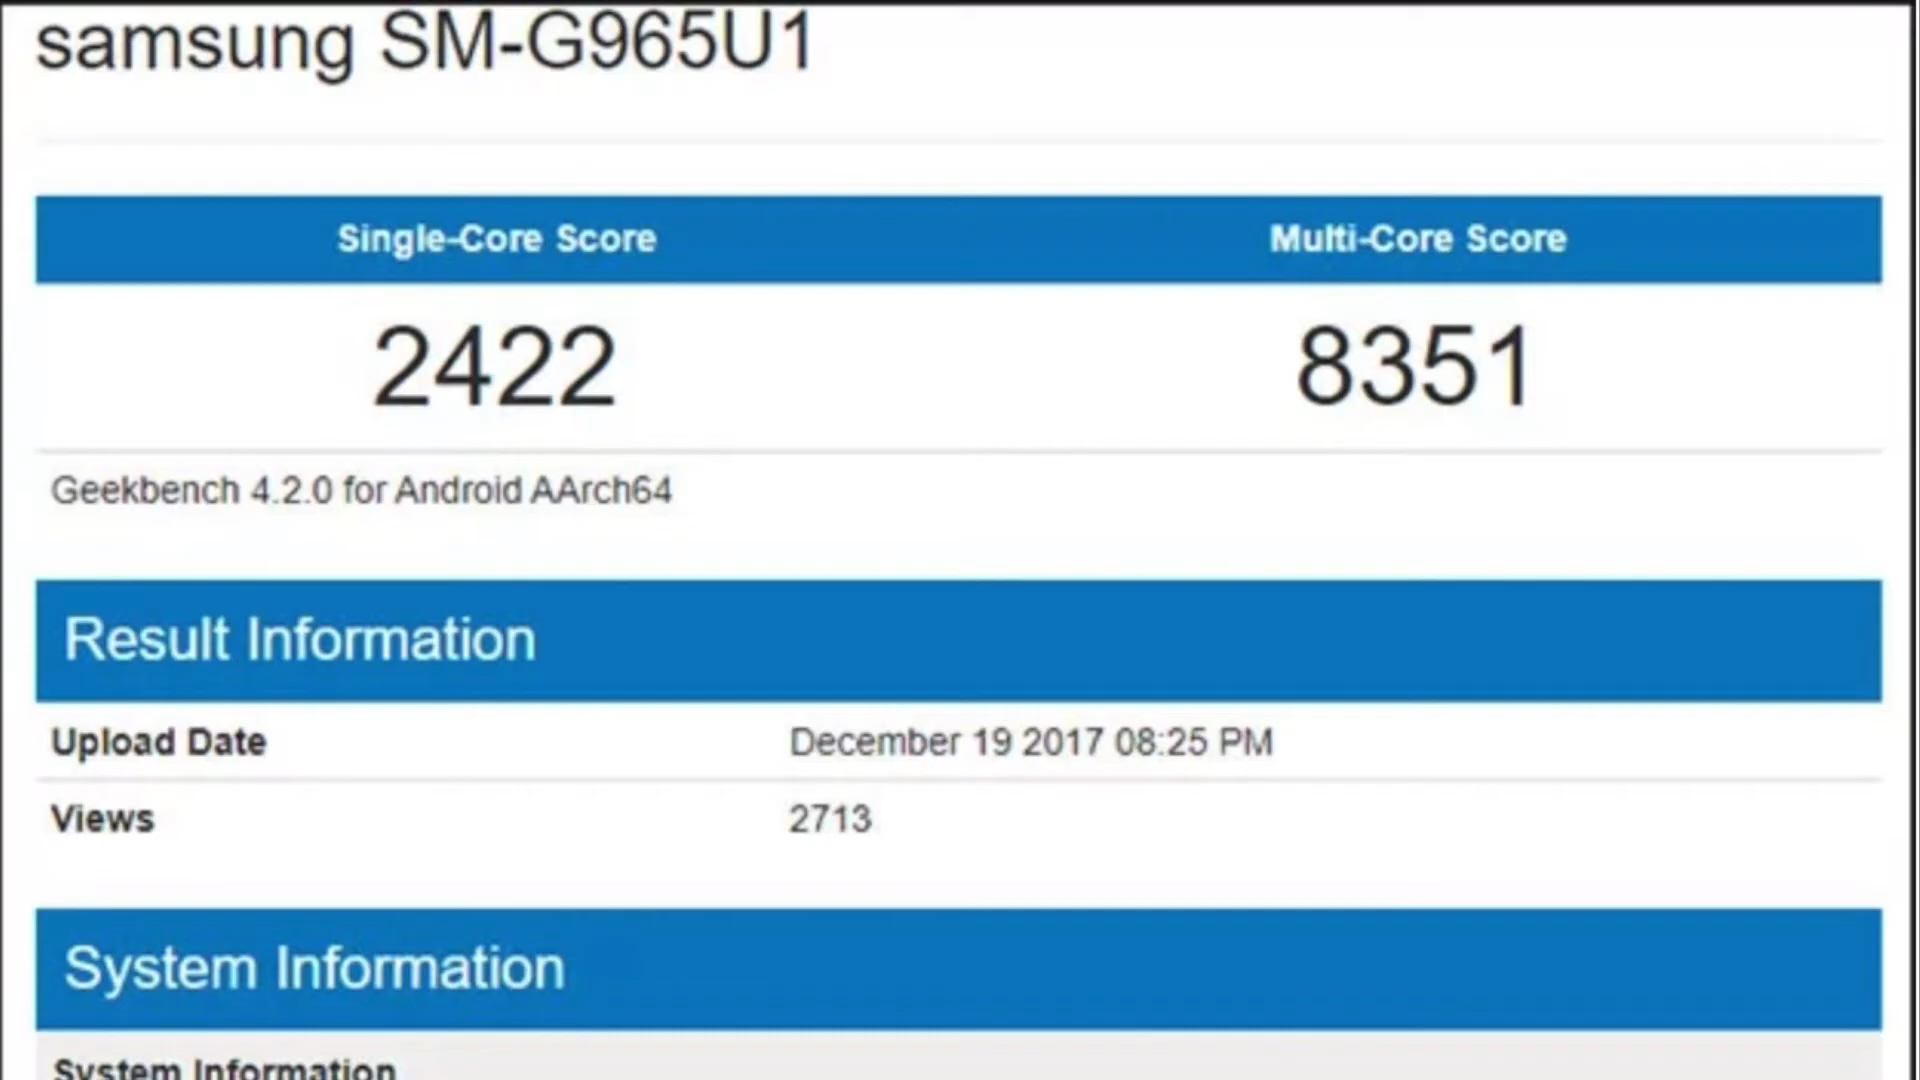 samsung SM-G965U1
Single-Core Score Multi-Core Score
2422 8351
Geekbench 4.2.0 for Android AArch64
Result Information
Upload Date December 19 2017 08:25 PM
Views 2713
System Information
System Information